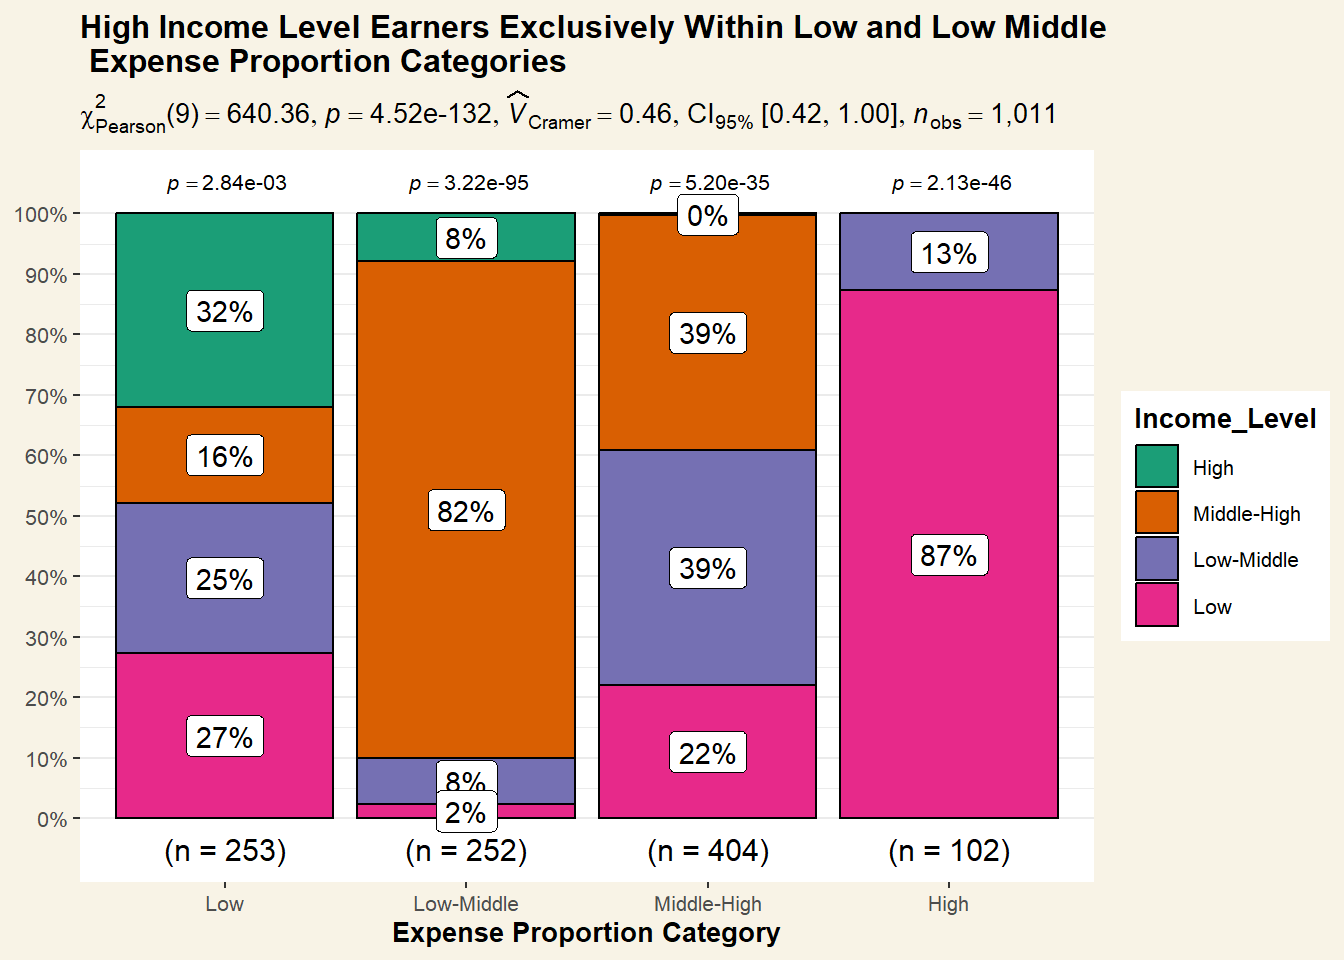 High Income Level Earners Exclusively Within Low and Low Middle
Expense Proportion Categories
χ²Pearson(9) = 640.36, p = 4.52e-132, V̂Cramer = 0.46, CI95% [0.42, 1.00], nobs = 1,011
p = 2.84e-03 p = 3.22e-95 p = 5.20e-35 p = 2.13e-46
100%
90%
80%
70%
60%
50%
40%
30%
20%
10%
0%
32%
16%
25%
27%
8%
82%
8%
2%
0%
39%
39%
22%
13%
87%
(n = 253) (n = 252) (n = 404) (n = 102)
Low Low-Middle Middle-High High
Expense Proportion Category
Income_Level
High
Middle-High
Low-Middle
Low